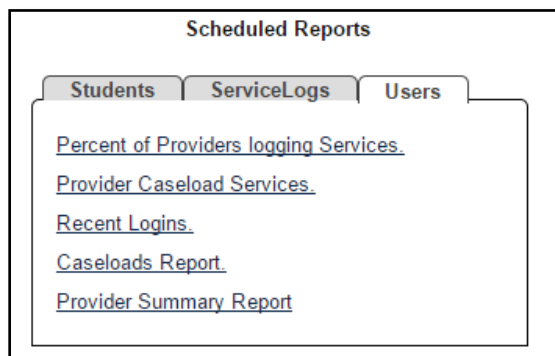 Scheduled Reports
Students ServiceLogs Users
Percent of Providers logging Services.
Provider Caseload Services.
Recent Logins.
Caseloads Report.
Provider Summary Report